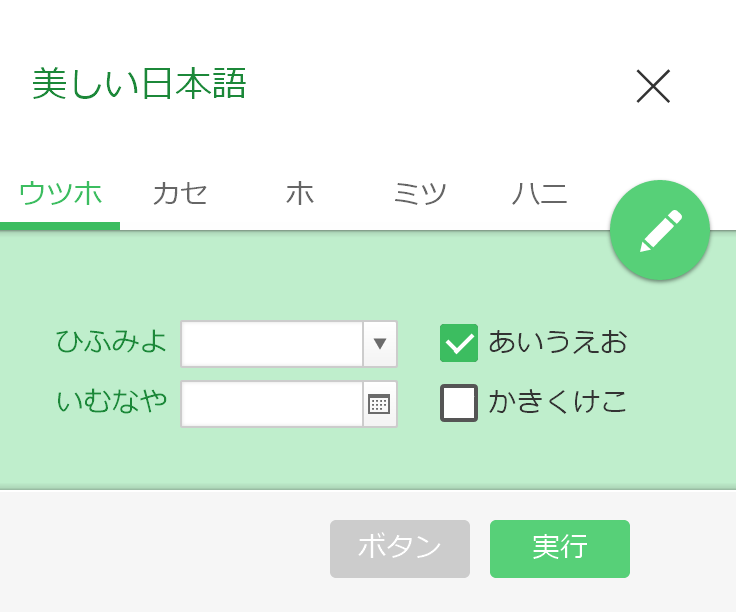 美しい日本語
ウツホ カセ ホ ミツ ハニ
ひふみよ あいうえお
いむなや かきくけこ
ボタン 実行